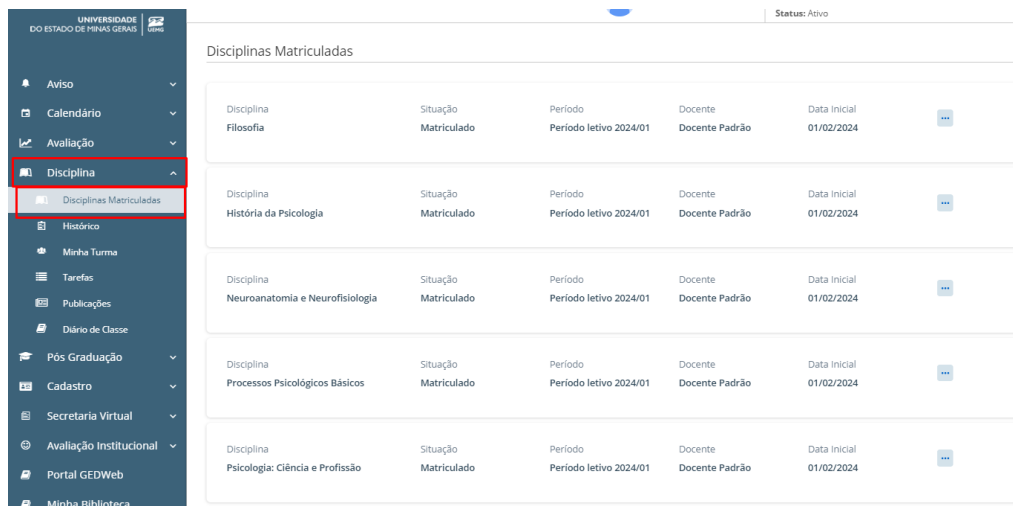 UNIVERSIDADE
DO ESTADO DE MINAS GERAIS
UEMG
Status: Ativo
Disciplinas Matriculadas
Aviso
Calendário
Avaliação
Disciplina
Disciplinas Matriculadas
Histórico
Minha Turma
Tarefas
Publicações
Diário de Classe
Pós Graduação
Cadastro
Secretaria Virtual
Avaliação Institucional
Portal GEDWeb
Minha Biblioteca
Disciplina Situação Período Docente Data Inicial
Filosofia Matriculado Período letivo 2024/01 Docente Padrão 01/02/2024
Disciplina Situação Período Docente Data Inicial
História da Psicologia Matriculado Período letivo 2024/01 Docente Padrão 01/02/2024
Disciplina Situação Período Docente Data Inicial
Neuroanatomia e Neurofisiologia Matriculado Período letivo 2024/01 Docente Padrão 01/02/2024
Disciplina Situação Período Docente Data Inicial
Processos Psicológicos Básicos Matriculado Período letivo 2024/01 Docente Padrão 01/02/2024
Disciplina Situação Período Docente Data Inicial
Psicologia: Ciência e Profissão Matriculado Período letivo 2024/01 Docente Padrão 01/02/2024